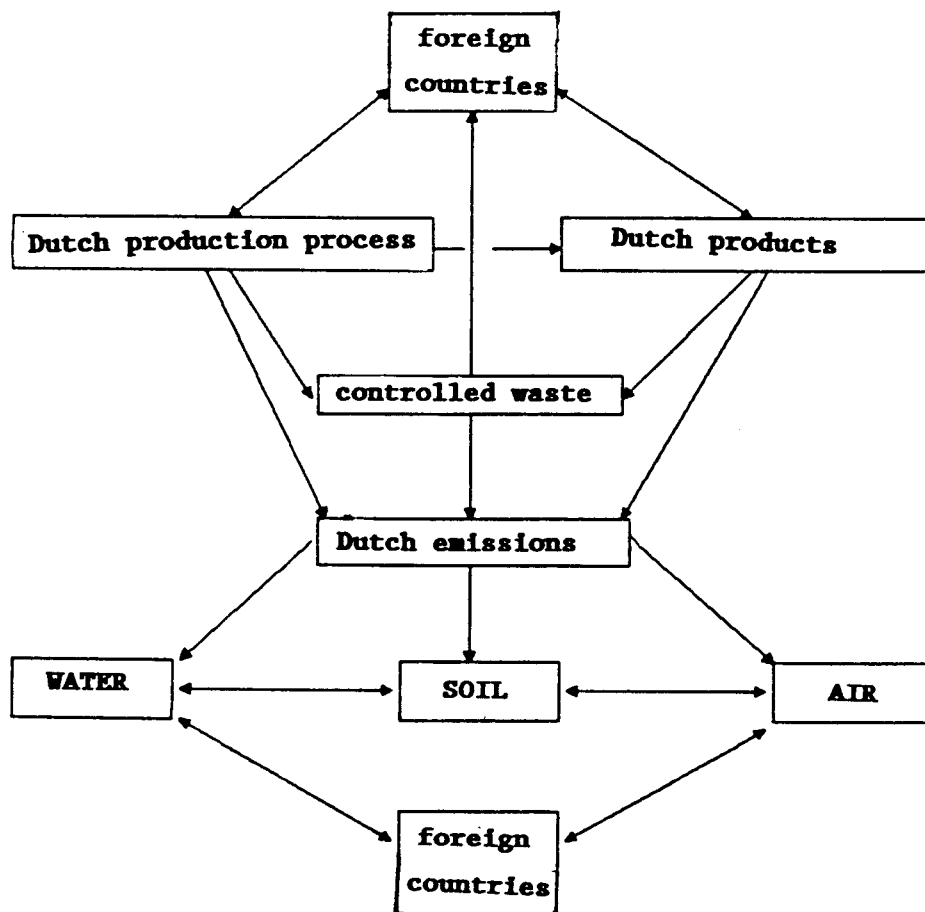 foreign
countries
Dutch production process
Dutch products
controlled waste
Dutch emissions
WATER
SOIL
AIR
foreign
countries